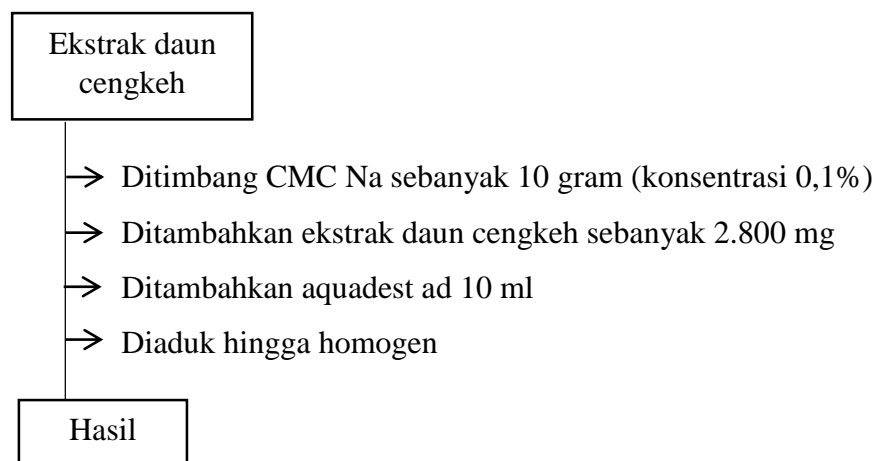 Ekstrak daun
cengkeh
Ditimbang CMC Na sebanyak 10 gram (konsentrasi 0,1%)
Ditambahkan ekstrak daun cengkeh sebanyak 2.800 mg
Ditambahkan aquadest ad 10 ml
Diaduk hingga homogen
Hasil